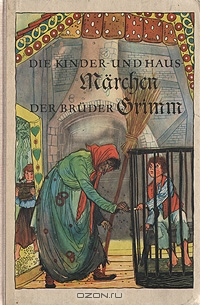 DIE KINDER-UND HAUS
Märchen
DER BRÜDER Grimm
OZON.RU